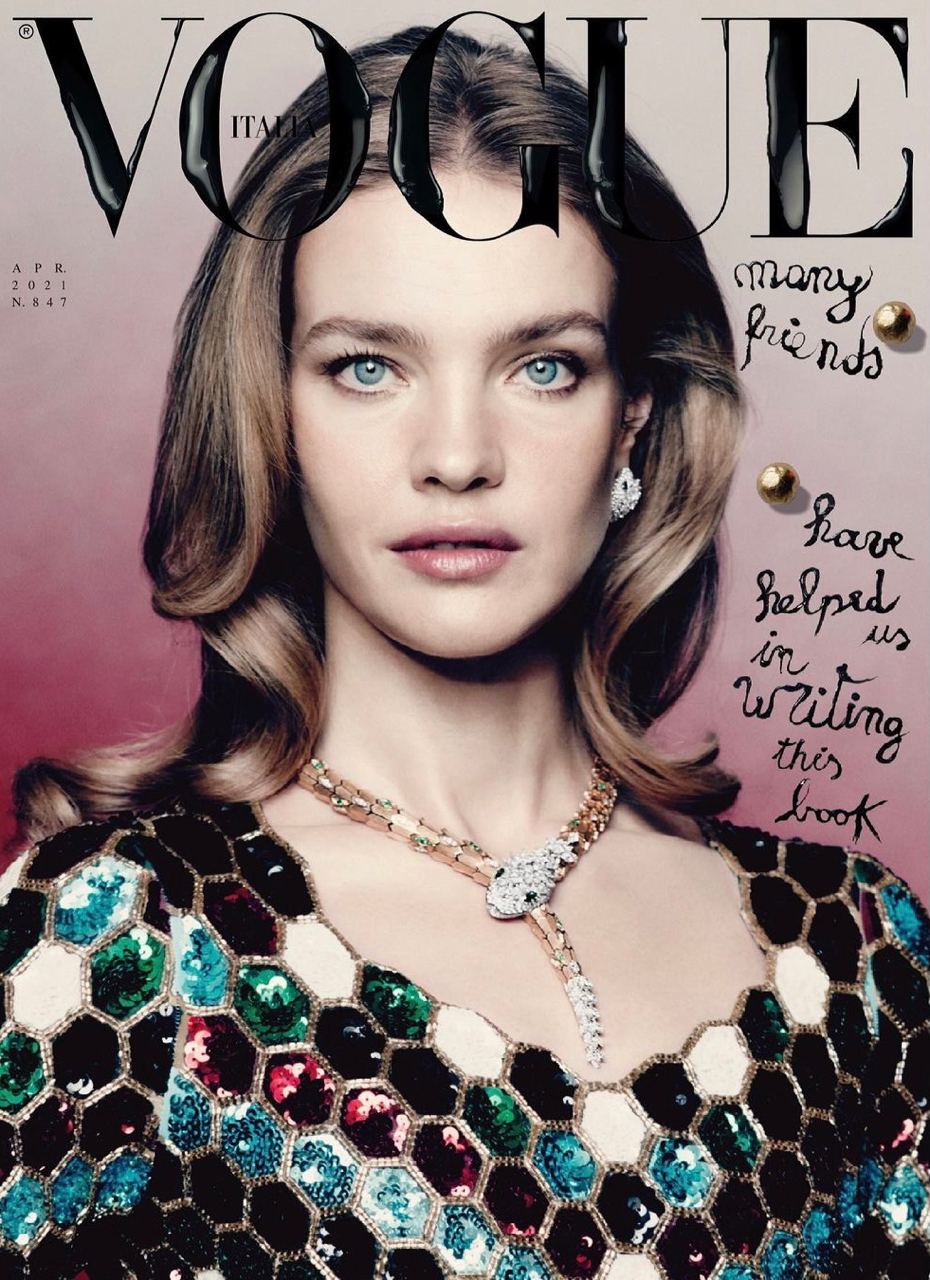 ®
VOGUE
ITALIA
APR.
2021
N. 847
many
friends
have
helped
us
in
writing
this
book